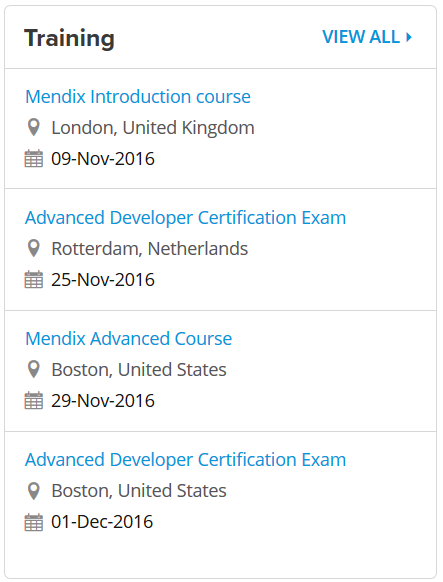 Training
VIEW ALL
Mendix Introduction course
London, United Kingdom
09-Nov-2016
Advanced Developer Certification Exam
Rotterdam, Netherlands
25-Nov-2016
Mendix Advanced Course
Boston, United States
29-Nov-2016
Advanced Developer Certification Exam
Boston, United States
01-Dec-2016